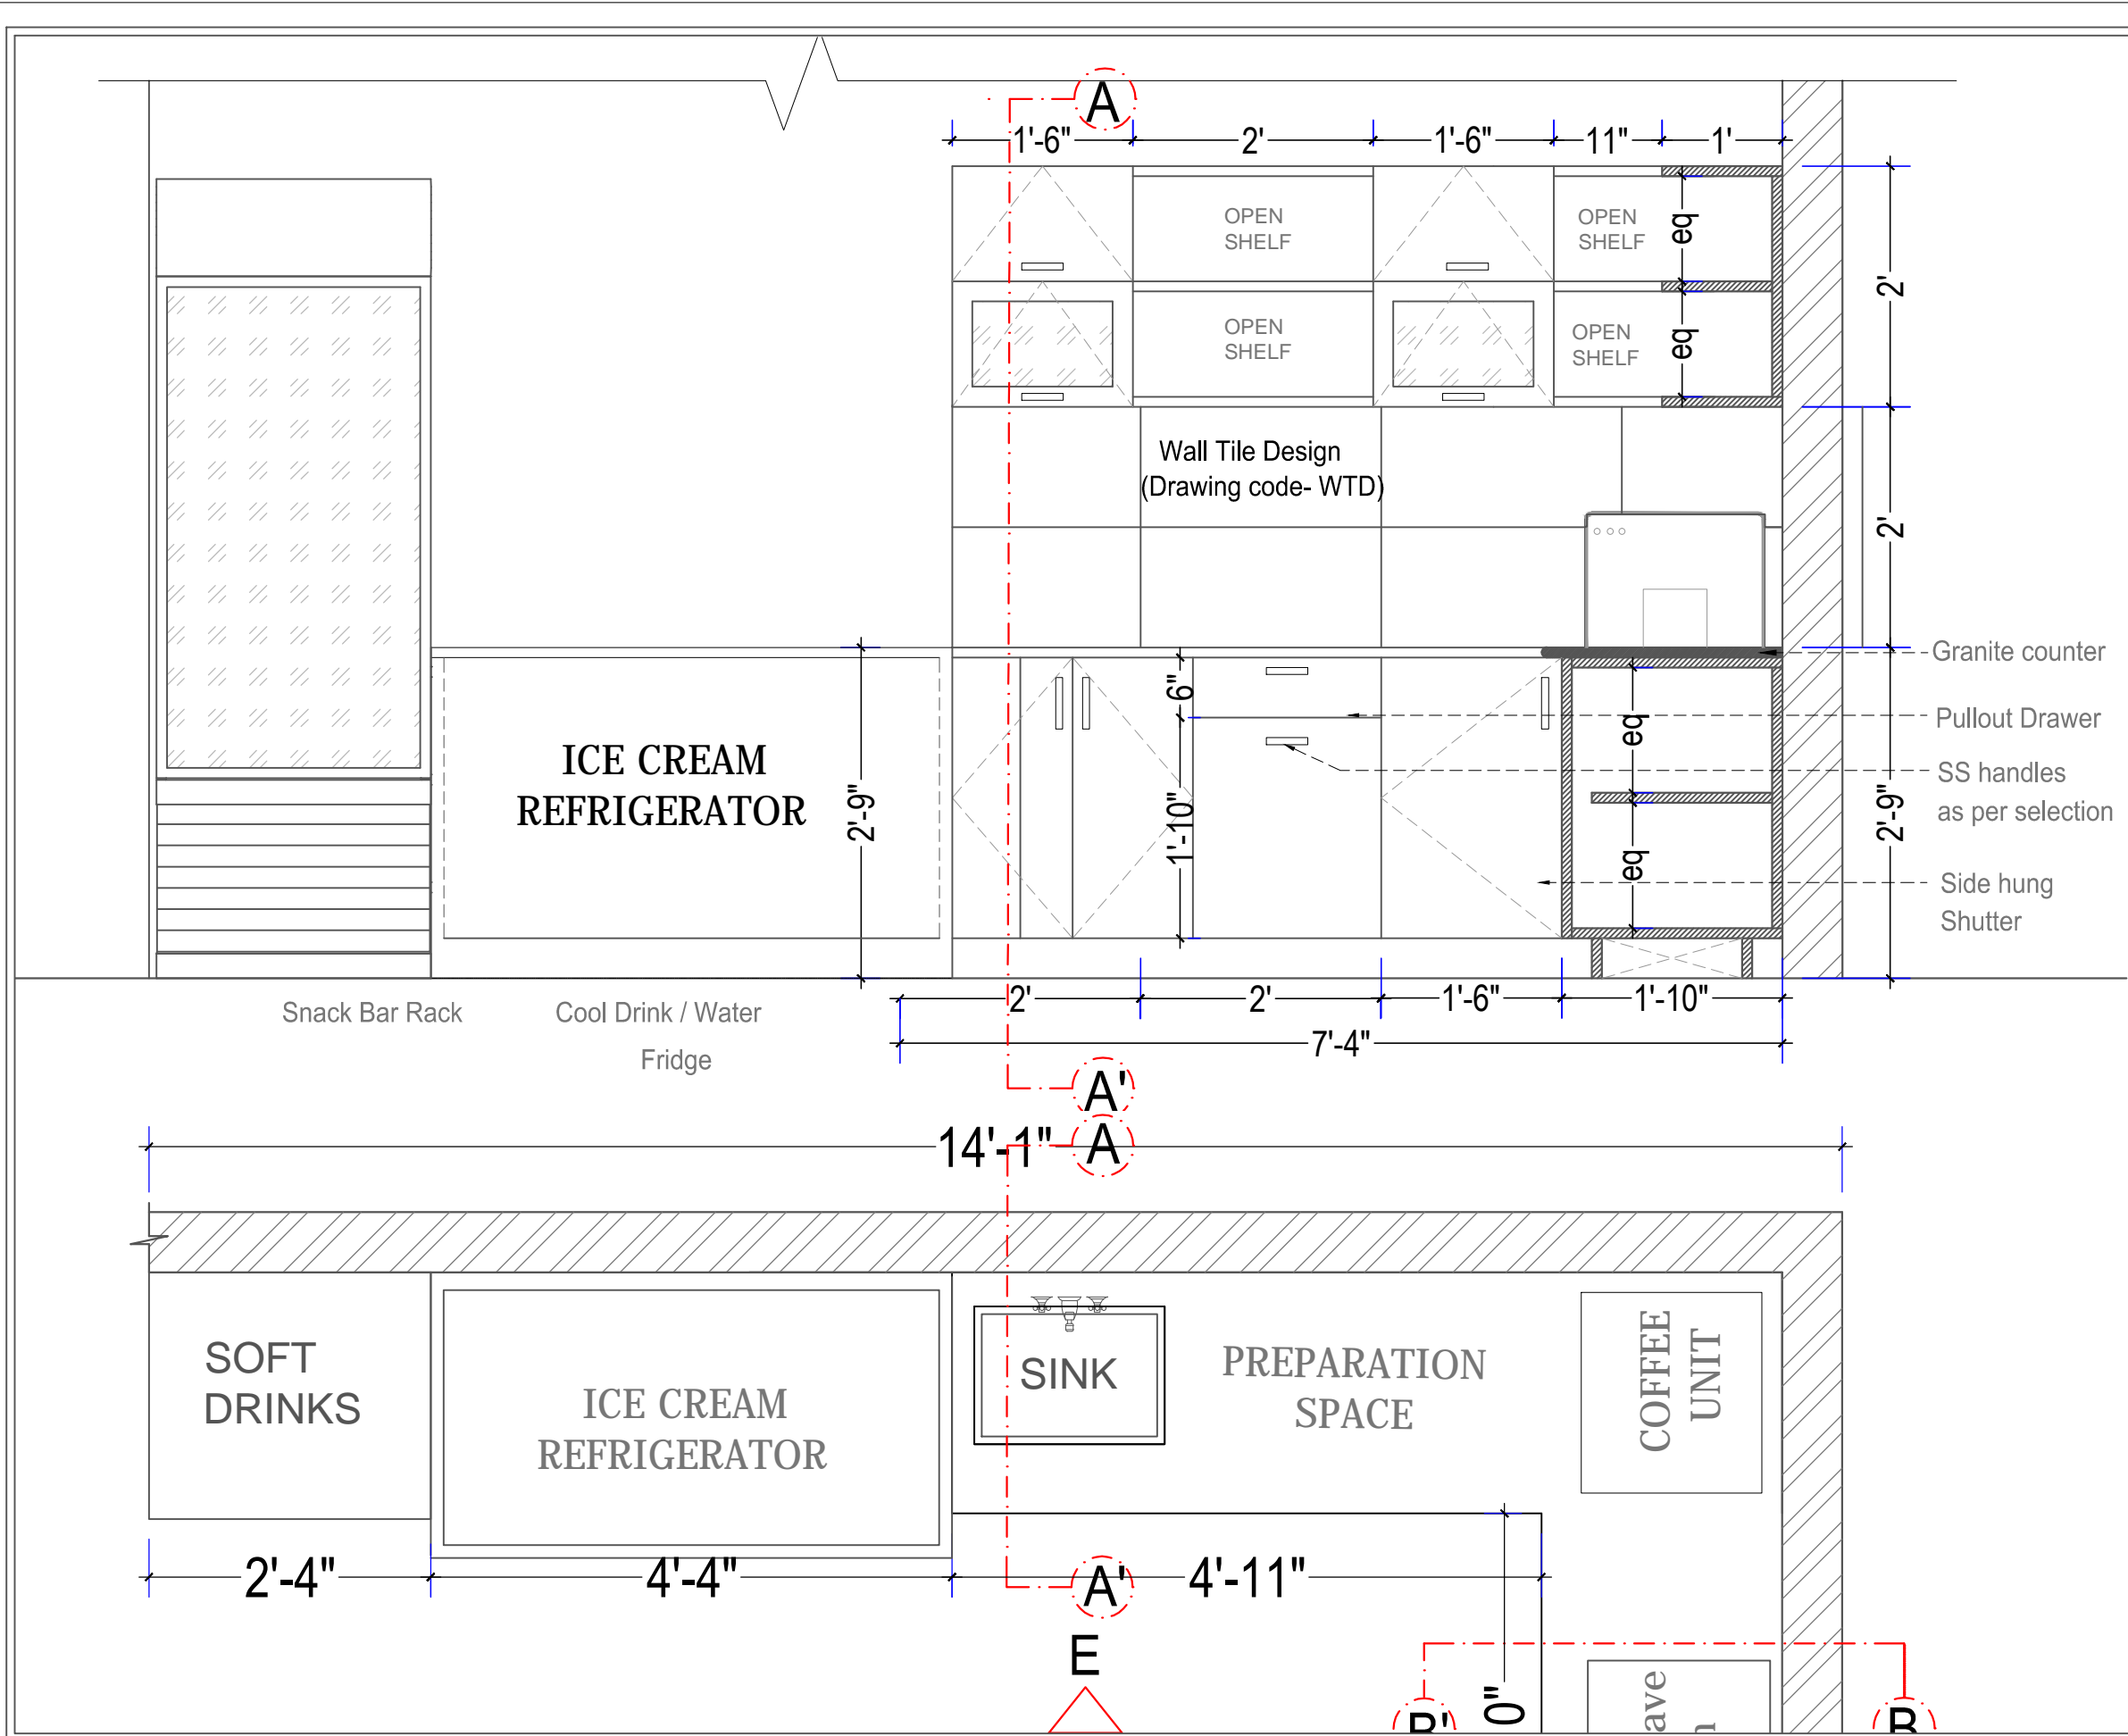 A
1'-6" 2' 1'-6" 11" 1'
OPEN
SHELF
OPEN
SHELF
eq
2'
OPEN
SHELF
OPEN
SHELF
eq
Wall Tile Design
(Drawing code- WTD)
2'
Granite counter
6"
Pullout Drawer
eq
ICE CREAM
REFRIGERATOR
2'-9"
1'-10"
SS handles
as per selection
2'-9"
eq
Side hung
Shutter
2' 2' 1'-6" 1'-10"
Snack Bar Rack
Cool Drink / Water
Fridge
7'-4"
A'
14'-1"
A
SOFT
DRINKS
ICE CREAM
REFRIGERATOR
SINK
PREPARATION
SPACE
COFFEE
UNIT
2'-4" 4'-4" 4'-11"
A'
E
0"
B'
B